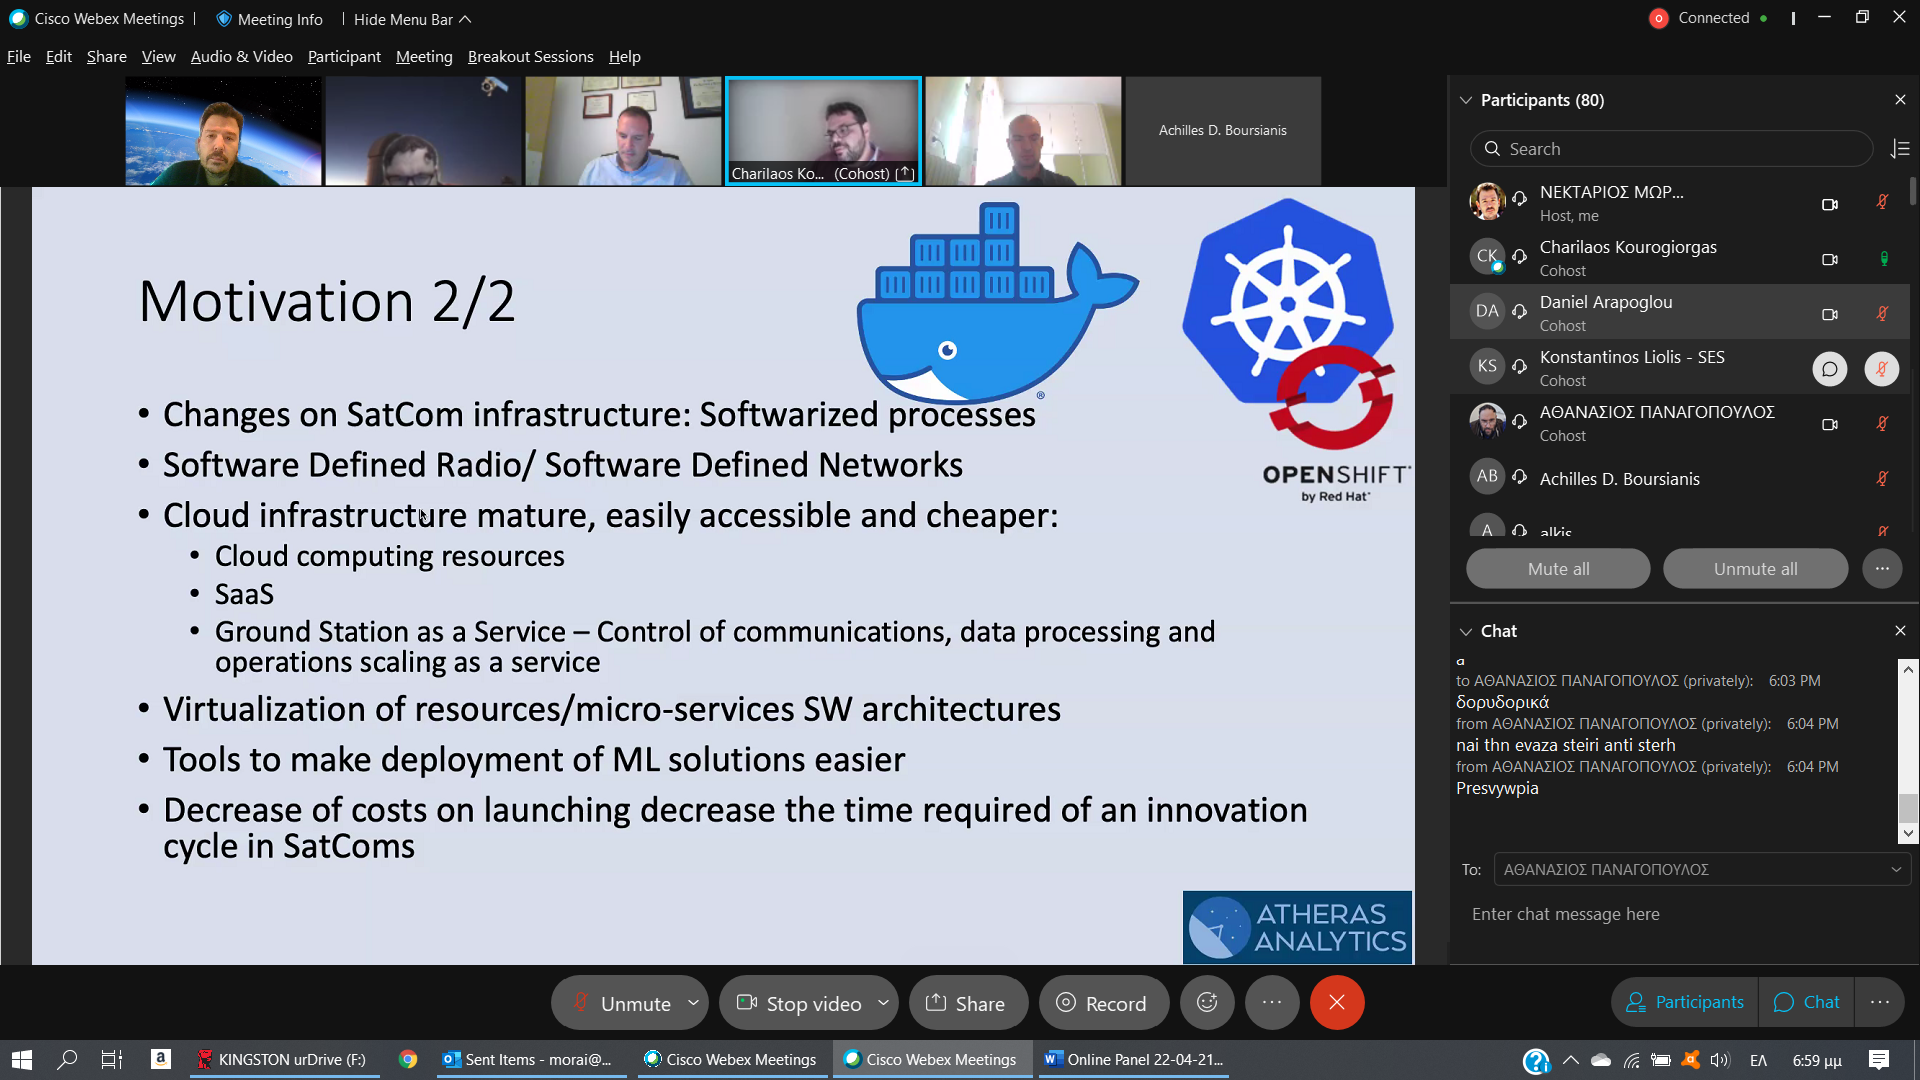 Cisco Webex Meetings
Meeting Info
Hide Menu Bar
Connected
File Edit Share View Audio & Video Participant Meeting Breakout Sessions Help
Charilaos Ko... (Cohost)
Achilles D. Boursianis
Motivation 2/2
• Changes on SatCom infrastructure: Softwarized processes
• Software Defined Radio/ Software Defined Networks
• Cloud infrastructure mature, easily accessible and cheaper:
• Cloud computing resources
• SaaS
• Ground Station as a Service – Control of communications, data processing and
operations scaling as a service
• Virtualization of resources/micro-services SW architectures
• Tools to make deployment of ML solutions easier
• Decrease of costs on launching decrease the time required of an innovation
cycle in SatComs
®
OPENSHIFT
by Red Hat
ATHERAS
ANALYTICS
Participants (80)
Search
ΝΕΚΤΑΡΙΟΣ ΜΩΡ...
Host, me
CK
Charilaos Kourogiorgas
Cohost
DA
Daniel Arapoglou
Cohost
KS
Konstantinos Liolis - SES
Cohost
ΑΘΑΝΑΣΙΟΣ ΠΑΝΑΓΟΠΟΥΛΟΣ
Cohost
AB
Achilles D. Boursianis
A
alkis
Mute all
Unmute all
Chat
a
to ΑΘΑΝΑΣΙΟΣ ΠΑΝΑΓΟΠΟΥΛΟΣ (privately): 6:03 PM
δορυδορικά
from ΑΘΑΝΑΣΙΟΣ ΠΑΝΑΓΟΠΟΥΛΟΣ (privately): 6:04 PM
nai thn evaza steiri anti sterh
from ΑΘΑΝΑΣΙΟΣ ΠΑΝΑΓΟΠΟΥΛΟΣ (privately): 6:04 PM
Presvywpia
To: ΑΘΑΝΑΣΙΟΣ ΠΑΝΑΓΟΠΟΥΛΟΣ
Enter chat message here
Unmute
Stop video
Share
Record
Participants
Chat
KINGSTON urDrive (F:)
Sent Items - morai@...
Cisco Webex Meetings
Cisco Webex Meetings
Online Panel 22-04-21...
ΕΛ
6:59 μμ